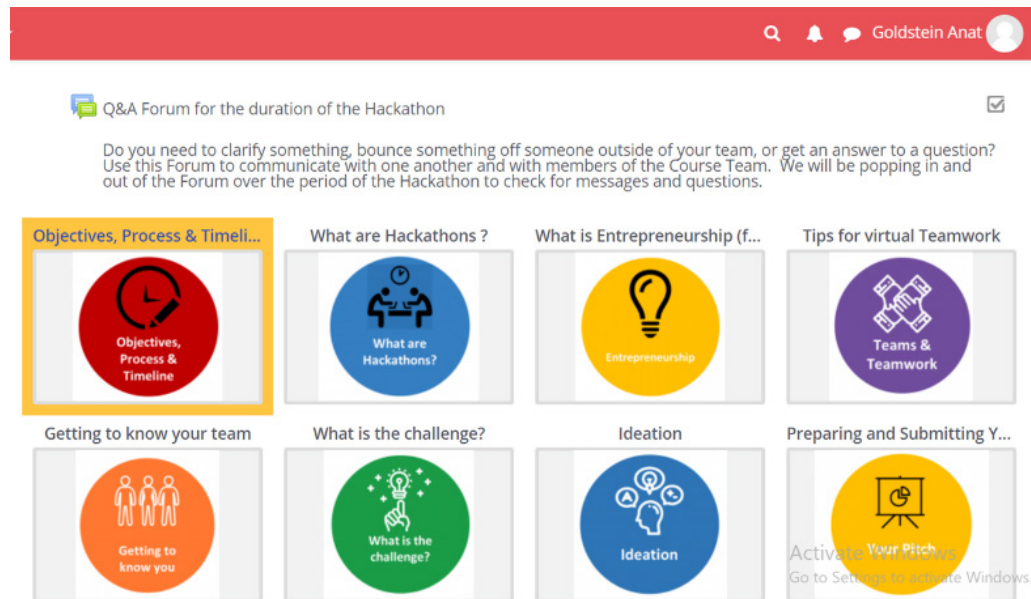 Goldstein Anat
Q&A Forum for the duration of the Hackathon
Do you need to clarify something, bounce something off someone outside of your team, or get an answer to a question?
Use this Forum to communicate with one another and with members of the Course Team. We will be popping in and
out of the Forum over the period of the Hackathon to check for messages and questions.
Objectives, Process & Timeli...
What are Hackathons ?
What is Entrepreneurship (f...
Tips for virtual Teamwork
Objectives,
Process &
Timeline
What are
Hackathons?
Entrepreneurship
Teams &
Teamwork
Getting to know your team
What is the challenge?
Ideation
Preparing and Submitting Y...
Getting to
know you
What is the
challenge?
Ideation
Your Pitch
Activate Windows
Go to Settings to activate Windows.